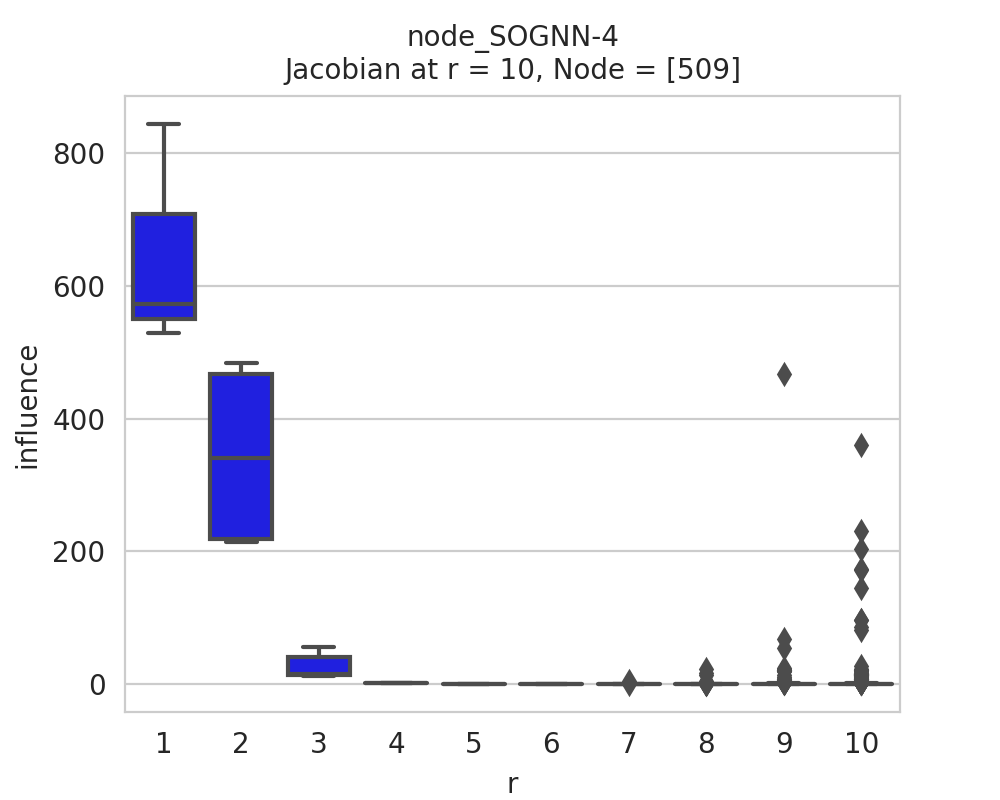 node_SOGNN-4
Jacobian at r = 10, Node = [509]
800
600
400
200
0
influence
1 2 3 4 5 6 7 8 9 10
r